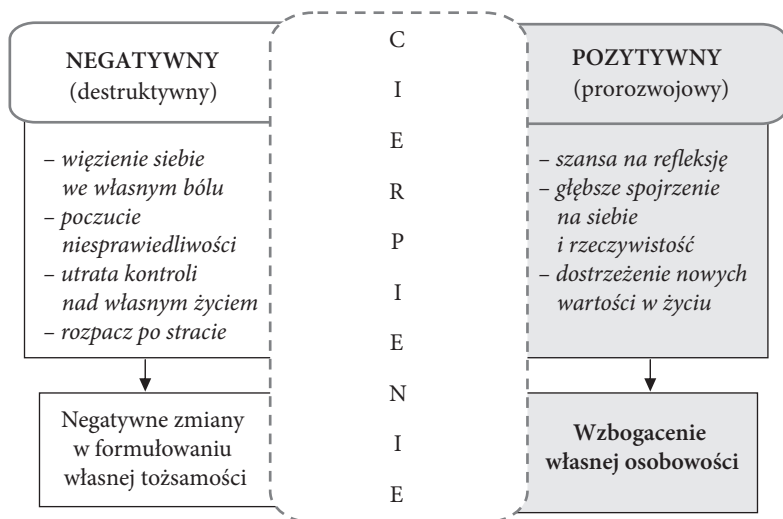 NEGATYWNY
(destruktywny)
– więzienie siebie
we własnym bólu
– poczucie
niesprawiedliwości
– utrata kontroli
nad własnym życiem
– rozpacz po stracie
Negatywne zmiany
w formułowaniu
własnej tożsamości
C
I
E
R
P
I
E
N
I
E
POZYTYWNY
(prorozwojowy)
– szansa na refleksję
– głębsze spojrzenie
na siebie
i rzeczywistość
– dostrzeżenie nowych
wartości w życiu
Wzbogacenie
własnej osobowości